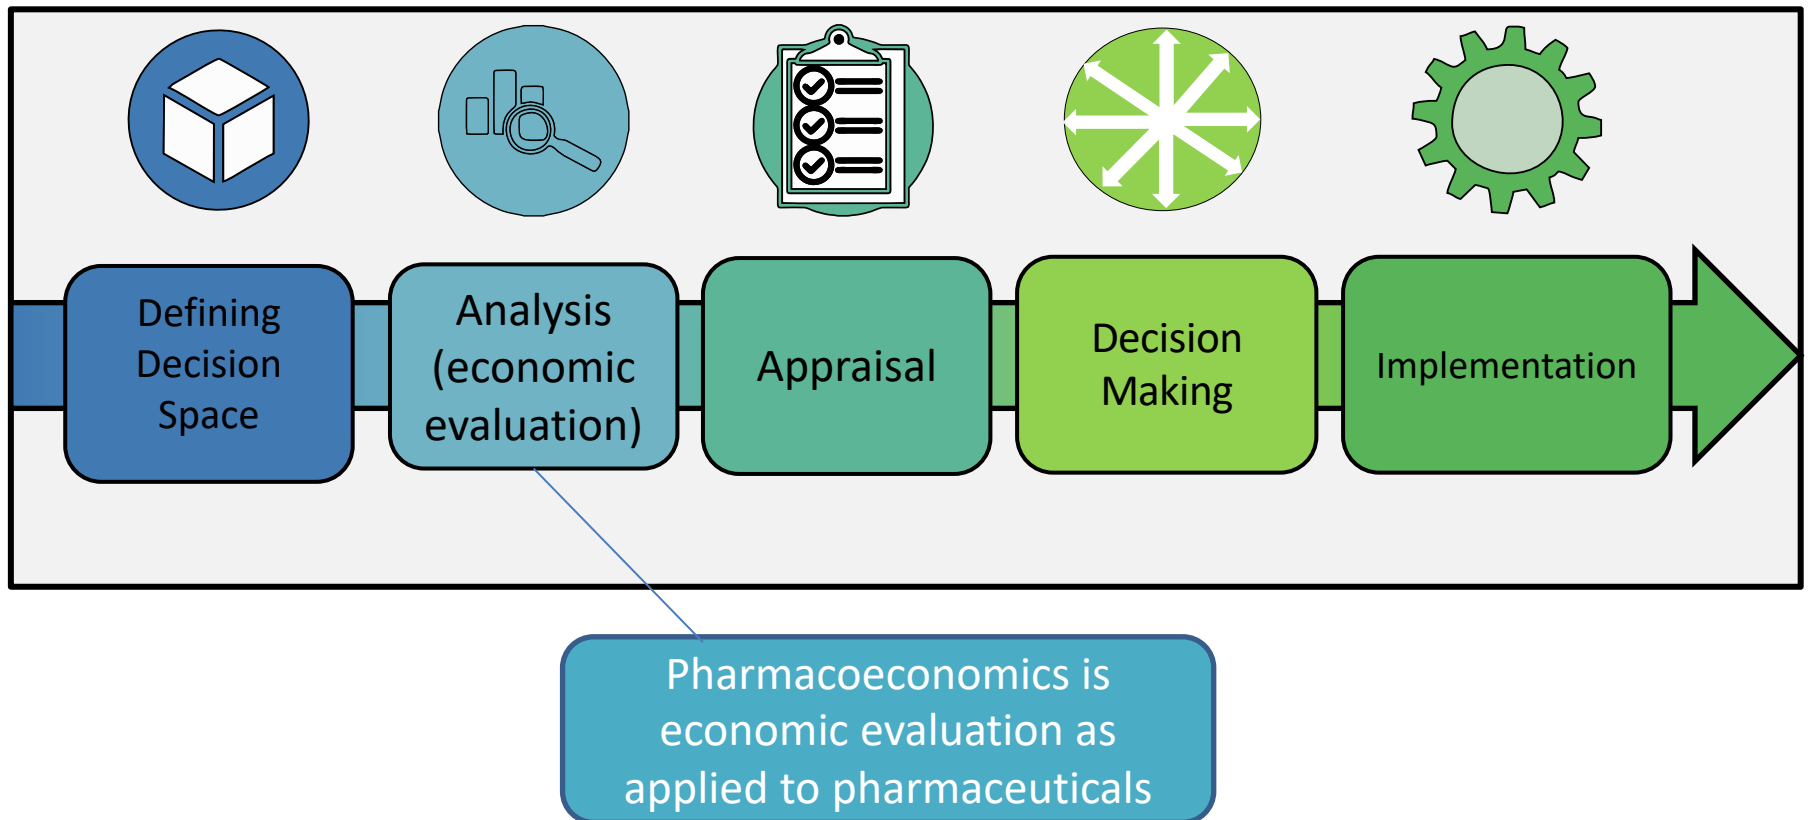 Defining
Decision
Space
Analysis
(economic
evaluation)
Appraisal
Decision
Making
Implementation
Pharmacoeconomics is
economic evaluation as
applied to pharmaceuticals